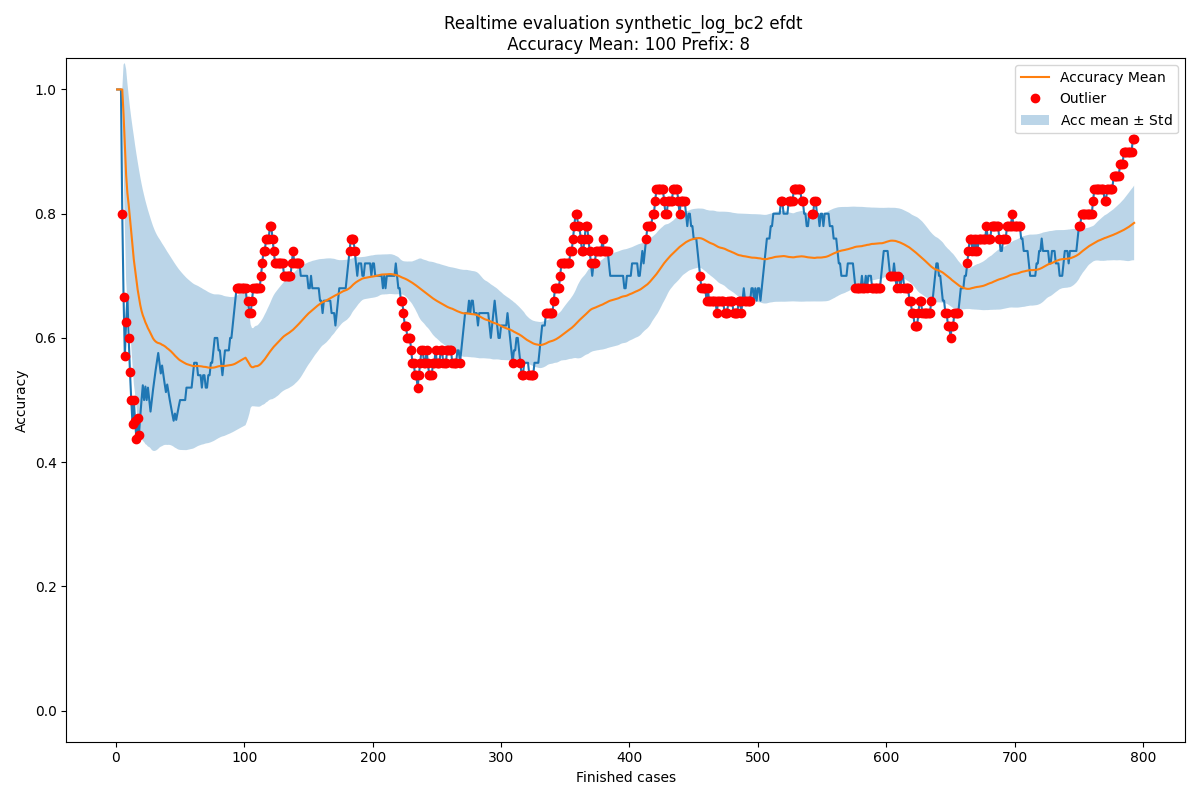 Realtime evaluation synthetic_log_bc2 efdt
Accuracy Mean: 100 Prefix: 8
Accuracy Mean
Outlier
Acc mean ± Std
1.0
0.8
0.6
0.4
0.2
0.0
Accuracy
0 100 200 300 400 500 600 700 800
Finished cases